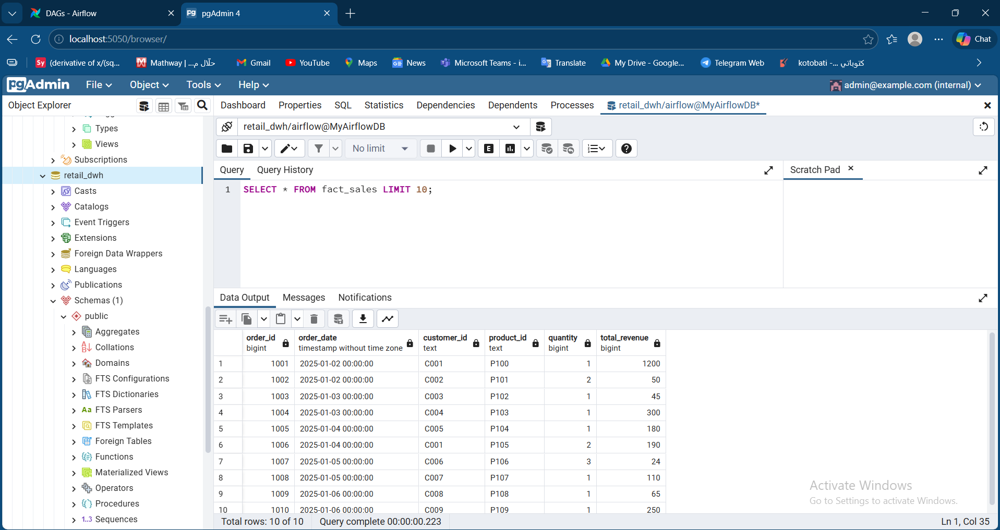 DAGs - Airflow
pgAdmin 4
localhost:5050/browser/
Chat
(derivative of x/(sq...
Mathway | ...حلّال م
Gmail
YouTube
Maps
News
Microsoft Teams - i...
Translate
My Drive - Google...
Telegram Web
kotobati -... كتوباتي
pgAdmin
File
Object
Tools
Help
admin@example.com (internal)
Object Explorer
Dashboard
Properties
SQL
Statistics
Dependencies
Dependents
Processes
retail_dwh/airflow@MyAirflowDB*
Types
Views
Subscriptions
retail_dwh
Casts
Catalogs
Event Triggers
Extensions
Foreign Data Wrappers
Languages
Publications
Schemas (1)
public
Aggregates
Collations
Domains
FTS Configurations
FTS Dictionaries
FTS Parsers
FTS Templates
Foreign Tables
Functions
Materialized Views
Operators
Procedures
1..3 Sequences
retail_dwh/airflow@MyAirflowDB
No limit
Query
Query History
Scratch Pad
1 SELECT * FROM fact_sales LIMIT 10;
Data Output
Messages
Notifications
order_id order_date customer_id product_id quantity total_revenue
bigint timestamp without time zone text text bigint bigint
1 1001 2025-01-02 00:00:00 C001 P100 1 1200
2 1002 2025-01-02 00:00:00 C002 P101 2 50
3 1003 2025-01-03 00:00:00 C003 P102 1 45
4 1004 2025-01-03 00:00:00 C004 P103 1 300
5 1005 2025-01-04 00:00:00 C005 P104 1 180
6 1006 2025-01-04 00:00:00 C001 P105 2 190
7 1007 2025-01-05 00:00:00 C006 P106 3 24
8 1008 2025-01-05 00:00:00 C007 P107 1 110
9 1009 2025-01-06 00:00:00 C008 P108 1 65
10 1010 2025-01-06 00:00:00 C009 P109 1 250
Activate Windows
Go to Settings to activate Windows.
Total rows: 10 of 10
Query complete 00:00:00.223
Ln 1, Col 35